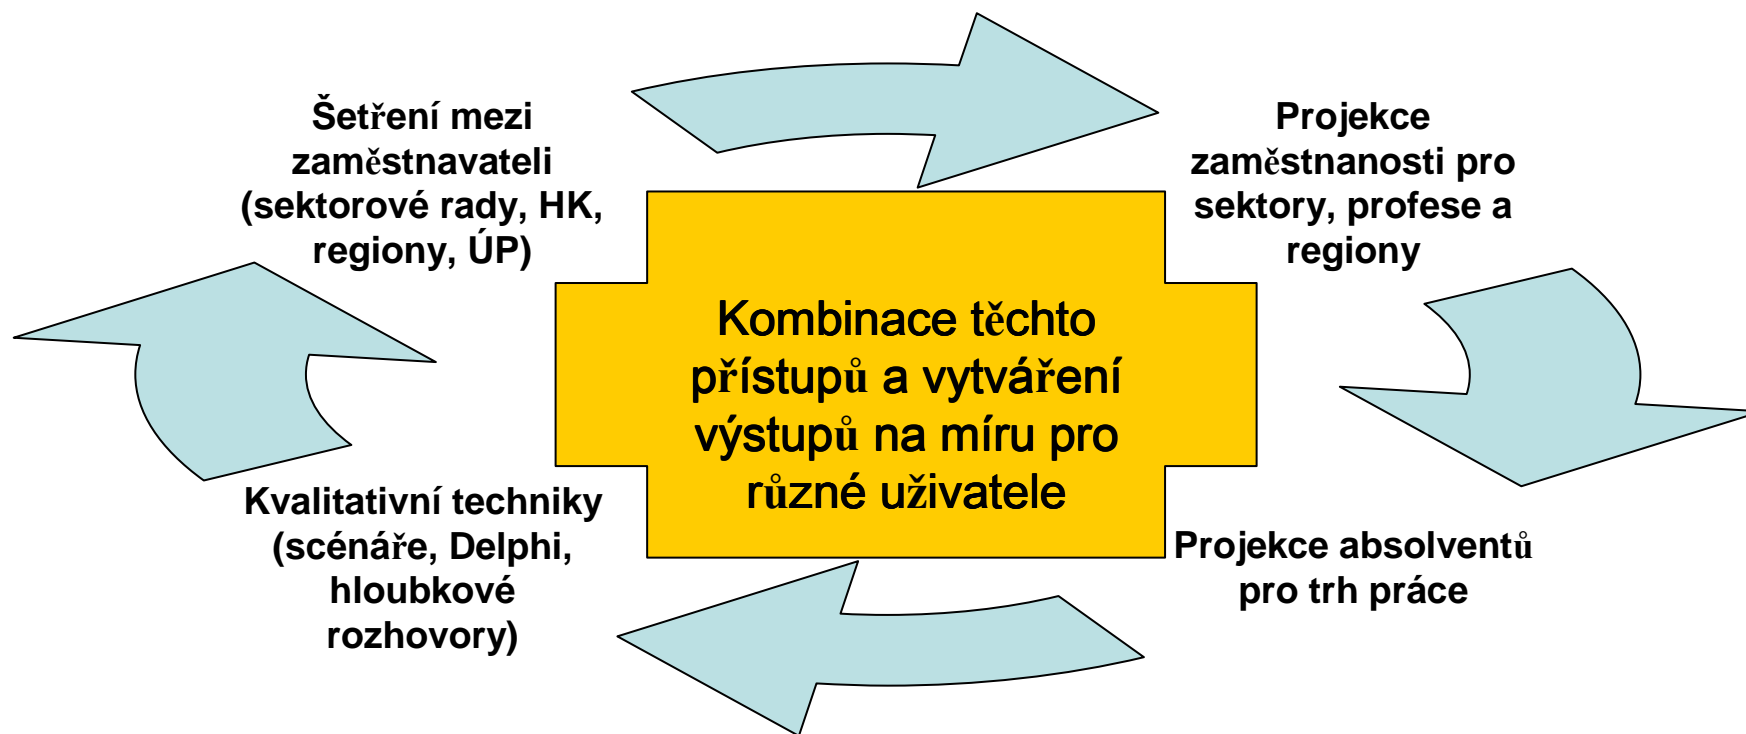 Šetření mezi
zaměstnavateli
(sektorové rady, HK,
regiony, ÚP)
Projekce
zaměstnanosti pro
sektory, profese a
regiony
Kombinace těchto
přístupů a vytváření
výstupů na míru pro
různé uživatele
Kvalitativní techniky
(scénáře, Delphi,
hloubkové
rozhovory)
Projekce absolventů
pro trh práce